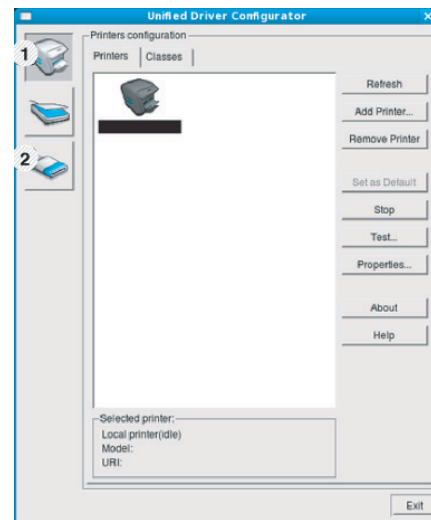 Unified Driver Configurator
Printers configuration
1
Printers Classes
Refresh
Add Printer...
Remove Printer
2
Set as Default
Stop
Test...
Properties...
About
Help
Selected printer:
Local printer(idle)
Model:
URI:
Exit